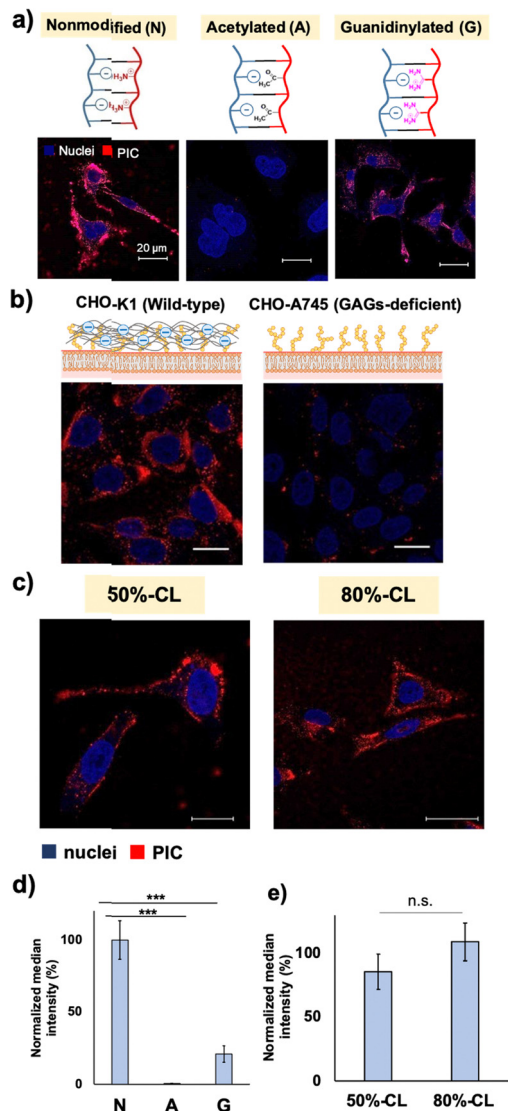 a)
Nonmodified (N)
Acetylated (A)
Guanidinylated (G)
Nuclei PIC
20 µm
b)
CHO-K1 (Wild-type)
CHO-A745 (GAGs-deficient)
c)
50%-CL
80%-CL
nuclei PIC
d)
***
***
Normalized median
intensity (%)
100
50
0
N A G
e)
n.s.
Normalized median
intensity (%)
100
50
0
50%-CL 80%-CL